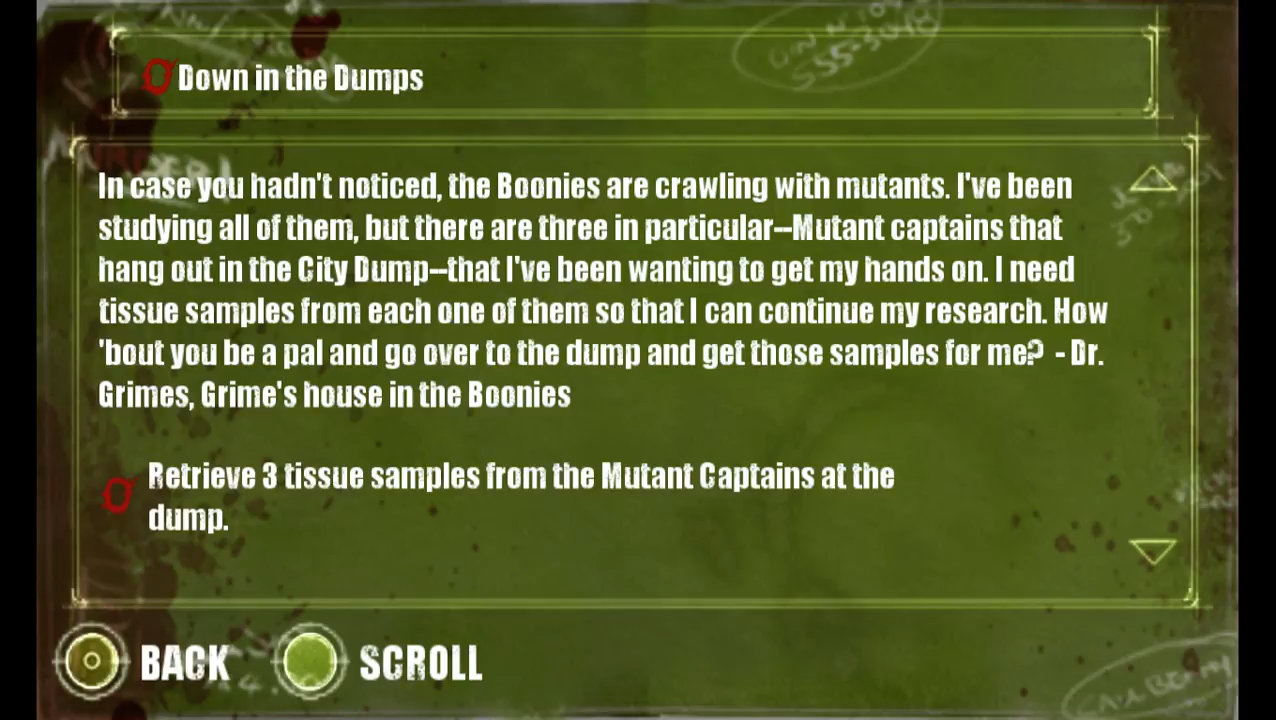 UIN N 10?
555-3048
Down in the Dumps
In case you hadn't noticed, the Boonies are crawling with mutants. I've been
studying all of them, but there are three in particular--Mutant captains that
hang out in the City Dump--that I've been wanting to get my hands on. I need
tissue samples from each one of them so that I can continue my research. How
'bout you be a pal and go over to the dump and get those samples for me?  - Dr.
Grimes, Grime's house in the Boonies
Retrieve 3 tissue samples from the Mutant Captains at the
dump.
BACK
SCROLL